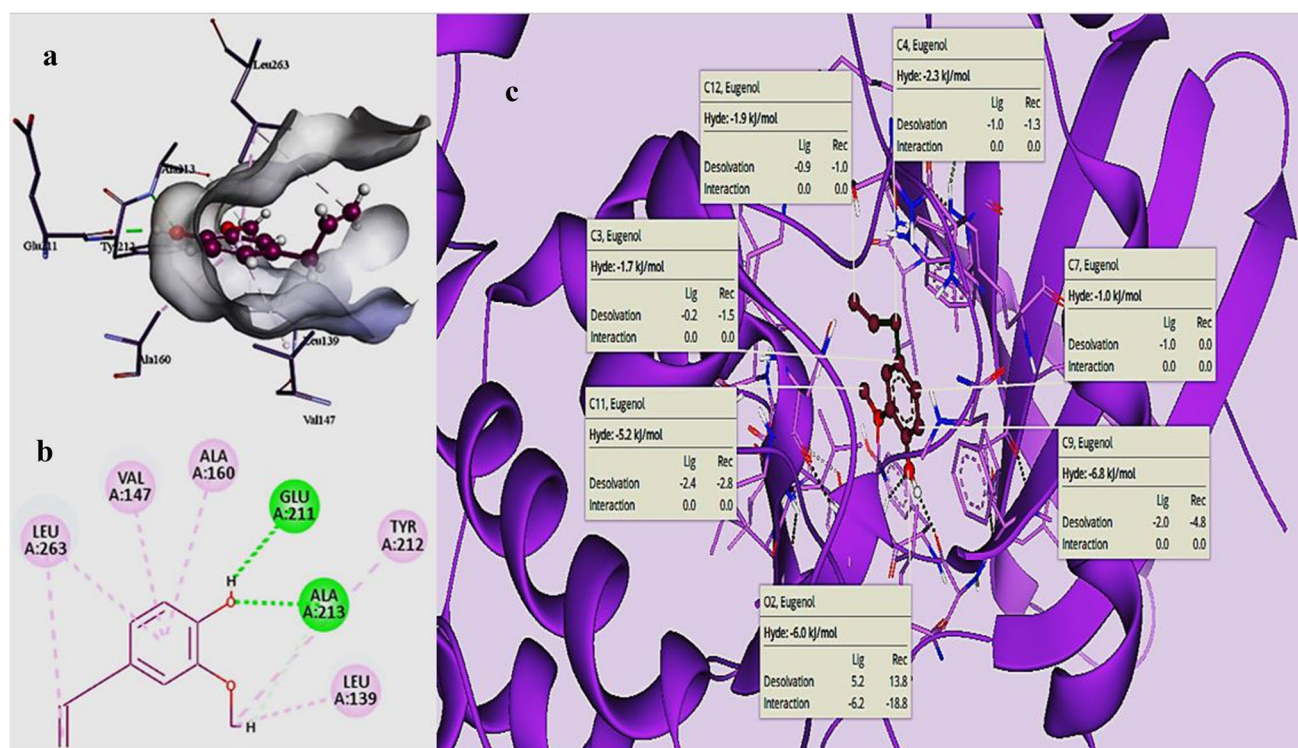 a
Leu263
Ala213
Glu211
Tyr212
Ala160
Leu139
Val147
b
LEU
A:263
VAL
A:147
ALA
A:160
GLU
A:211
TYR
A:212
ALA
A:213
LEU
A:139
H
O
O
H
c
C12, Eugenol
Hyde: -1.9 kJ/mol
Lig Rec
Desolvation -0.9 -1.0
Interaction 0.0 0.0
C4, Eugenol
Hyde: -2.3 kJ/mol
Lig Rec
Desolvation -1.0 -1.3
Interaction 0.0 0.0
C3, Eugenol
Hyde: -1.7 kJ/mol
Lig Rec
Desolvation -0.2 -1.5
Interaction 0.0 0.0
C7, Eugenol
Hyde: -1.0 kJ/mol
Lig Rec
Desolvation -1.0 0.0
Interaction 0.0 0.0
C11, Eugenol
Hyde: -5.2 kJ/mol
Lig Rec
Desolvation -2.4 -2.8
Interaction 0.0 0.0
C9, Eugenol
Hyde: -6.8 kJ/mol
Lig Rec
Desolvation -2.0 -4.8
Interaction 0.0 0.0
O2, Eugenol
Hyde: -6.0 kJ/mol
Lig Rec
Desolvation 5.2 13.8
Interaction -6.2 -18.8